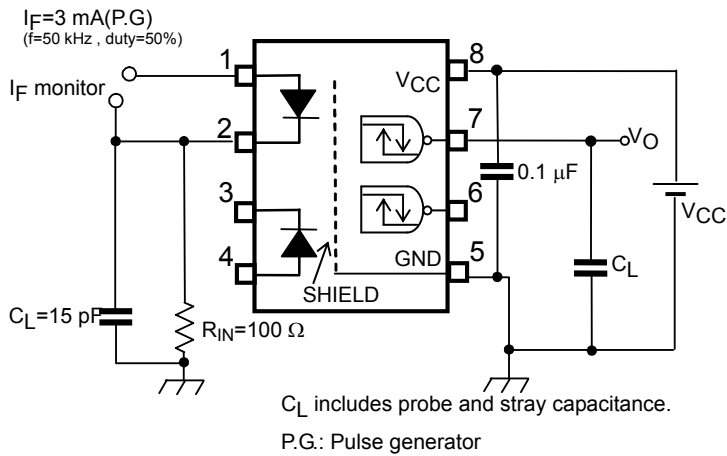 IF=3 mA(P.G)
(f=50 kHz , duty=50%)
IF monitor
1
2
3
4
8
7
6
5
VCC
GND
SHIELD
0.1 μF
VO
VCC
CL
CL=15 pF
RIN=100 Ω
CL includes probe and stray capacitance.
P.G.: Pulse generator